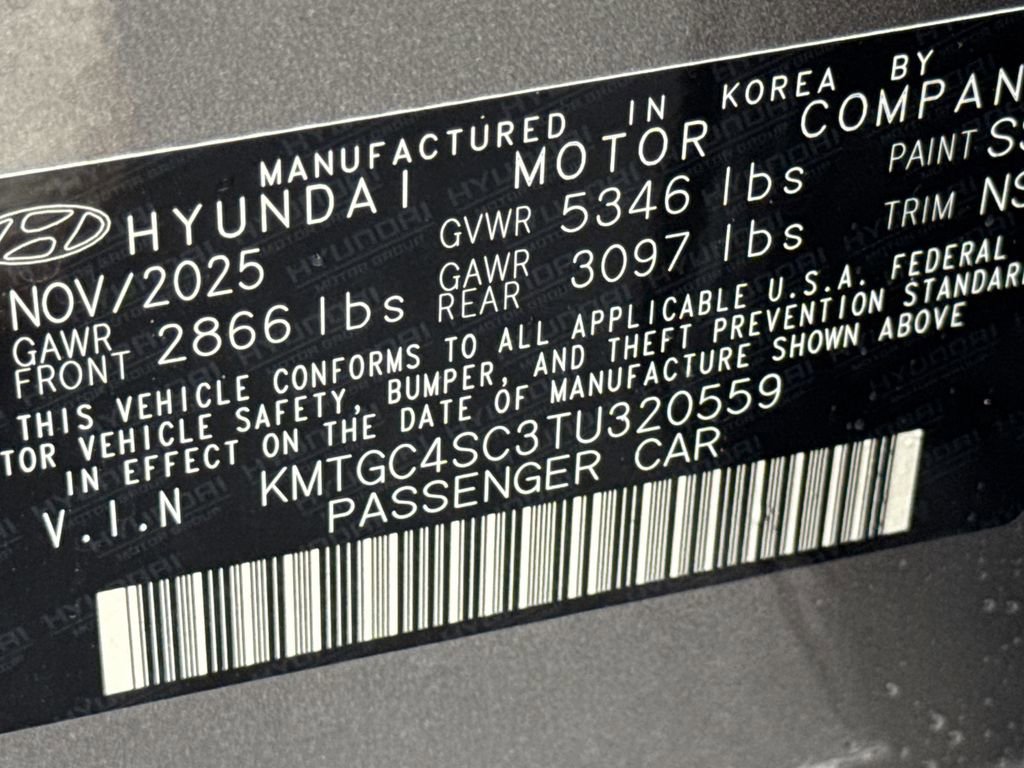 MANUFACTURED IN KOREA BY
HYUNDAI MOTOR COMPAN
NOV/2025 GVWR 5346 lbs PAINT SS
GAWR FRONT 2866 lbs GAWR REAR 3097 lbs TRIM NS
THIS VEHICLE CONFORMS TO ALL APPLICABLE U.S.A. FEDERAL
TOR VEHICLE SAFETY, BUMPER, AND THEFT PREVENTION STANDAR
IN EFFECT ON THE DATE OF MANUFACTURE SHOWN ABOVE
V.I.N KMTGC4SC3TU320559
PASSENGER CAR